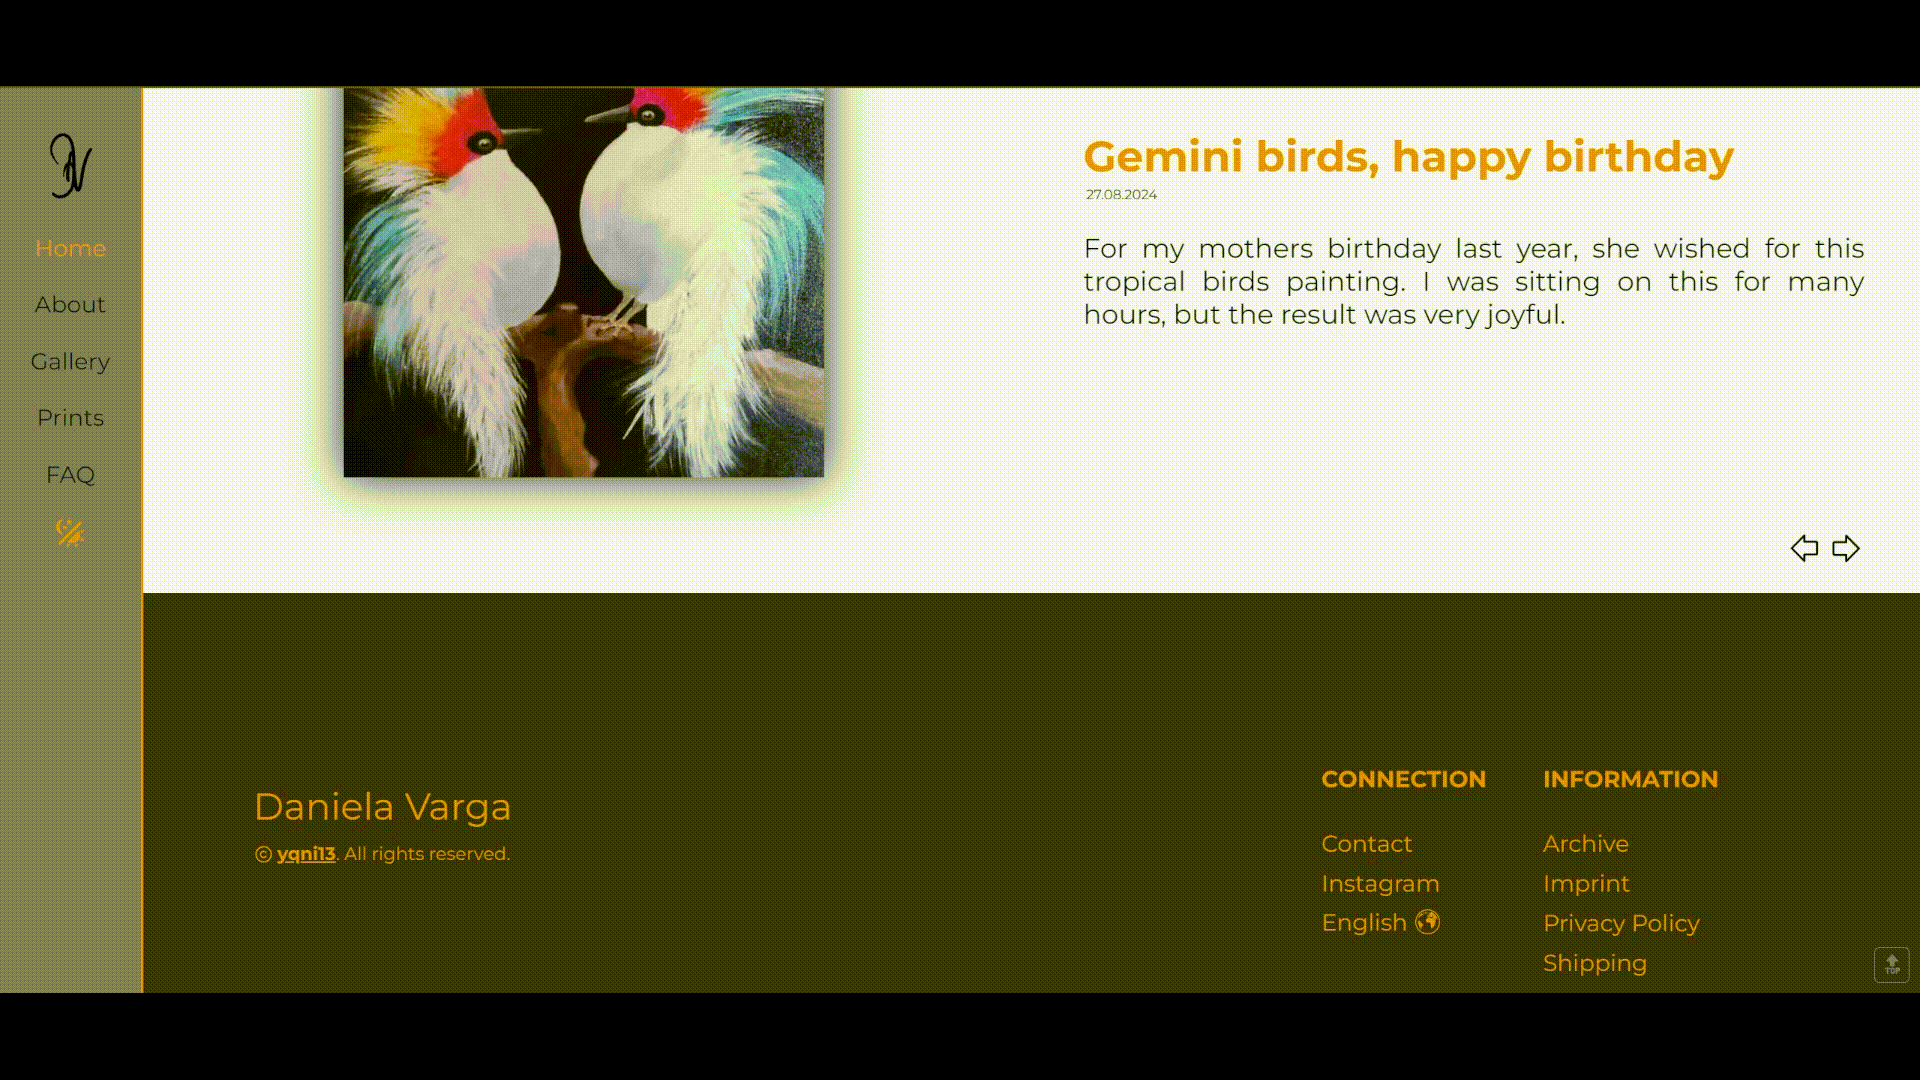 Home
About
Gallery
Prints
FAQ
Gemini birds, happy birthday
27.08.2024
For my mothers birthday last year, she wished for this
tropical birds painting. I was sitting on this for many
hours, but the result was very joyful.
Daniela Varga
© yqni13. All rights reserved.
CONNECTION
Contact
Instagram
English
INFORMATION
Archive
Imprint
Privacy Policy
Shipping
TOP